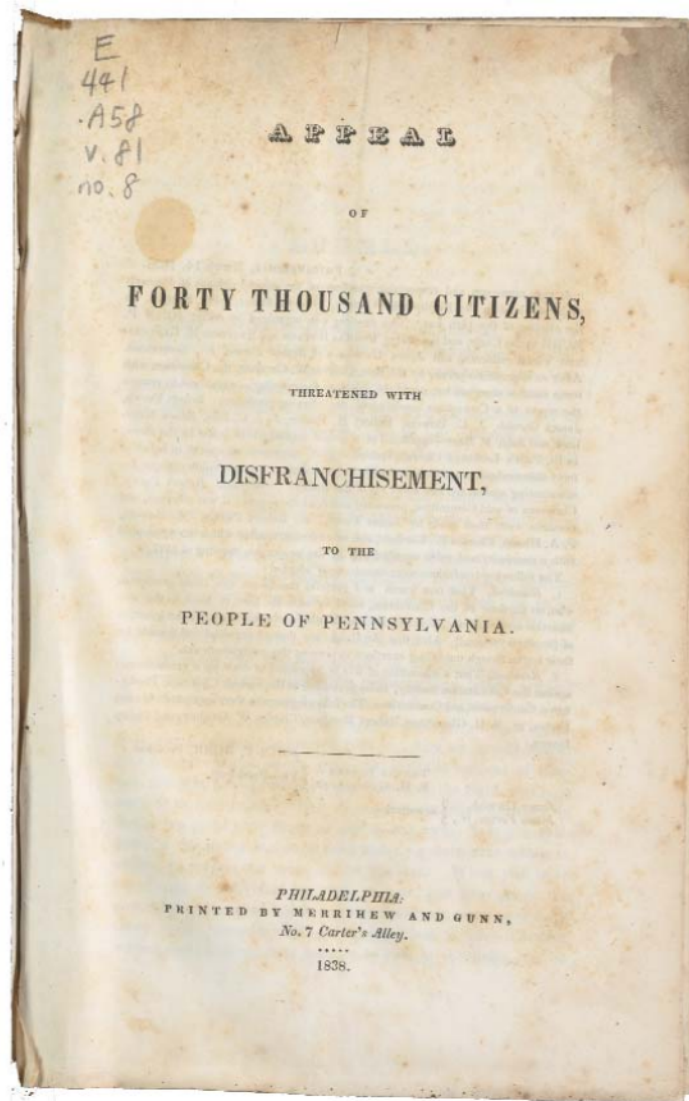 E
441
.A58
v.81
no.8
APPEAL
OF
FORTY THOUSAND CITIZENS,
THREATENED WITH
DISFRANCHISEMENT,
TO THE
PEOPLE OF PENNSYLVANIA.
PHILADELPHIA:
PRINTED BY MERRIHEW AND GUNN,
No. 7 Carter's Alley.
.....
1838.